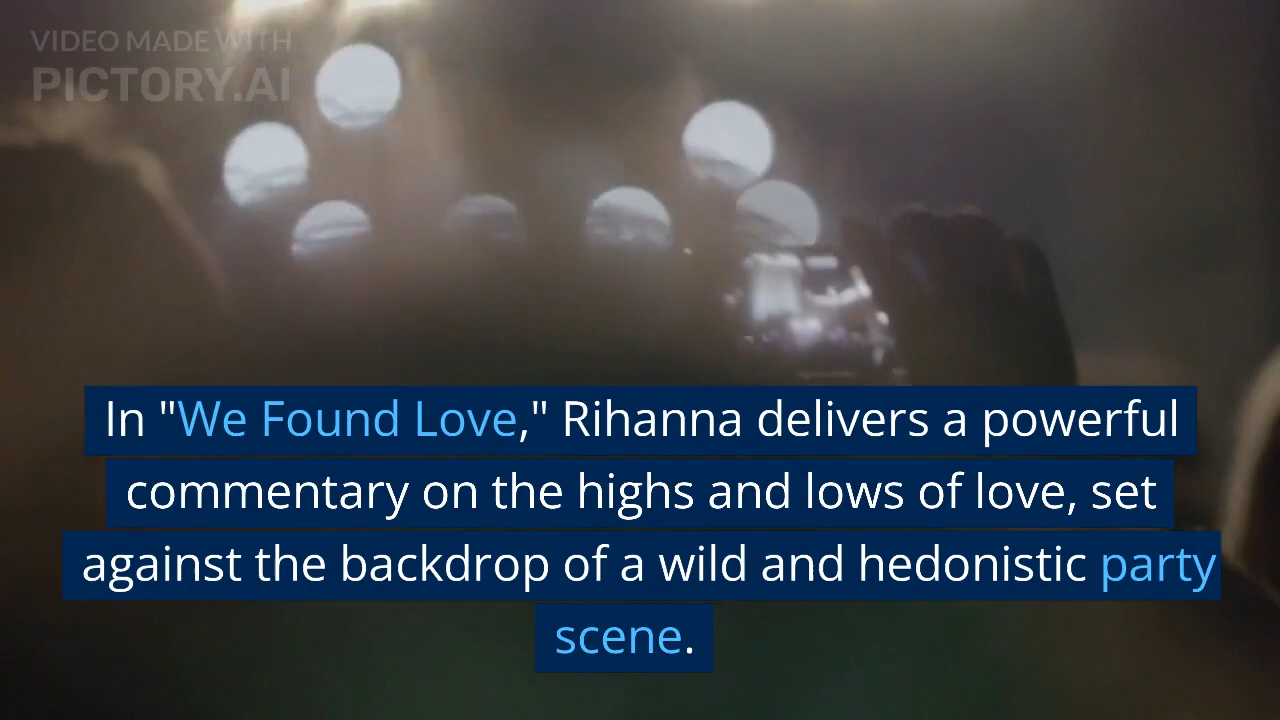 VIDEO MADE WITH
PICTORY.AI
In "We Found Love," Rihanna delivers a powerful
commentary on the highs and lows of love, set
against the backdrop of a wild and hedonistic party
scene.